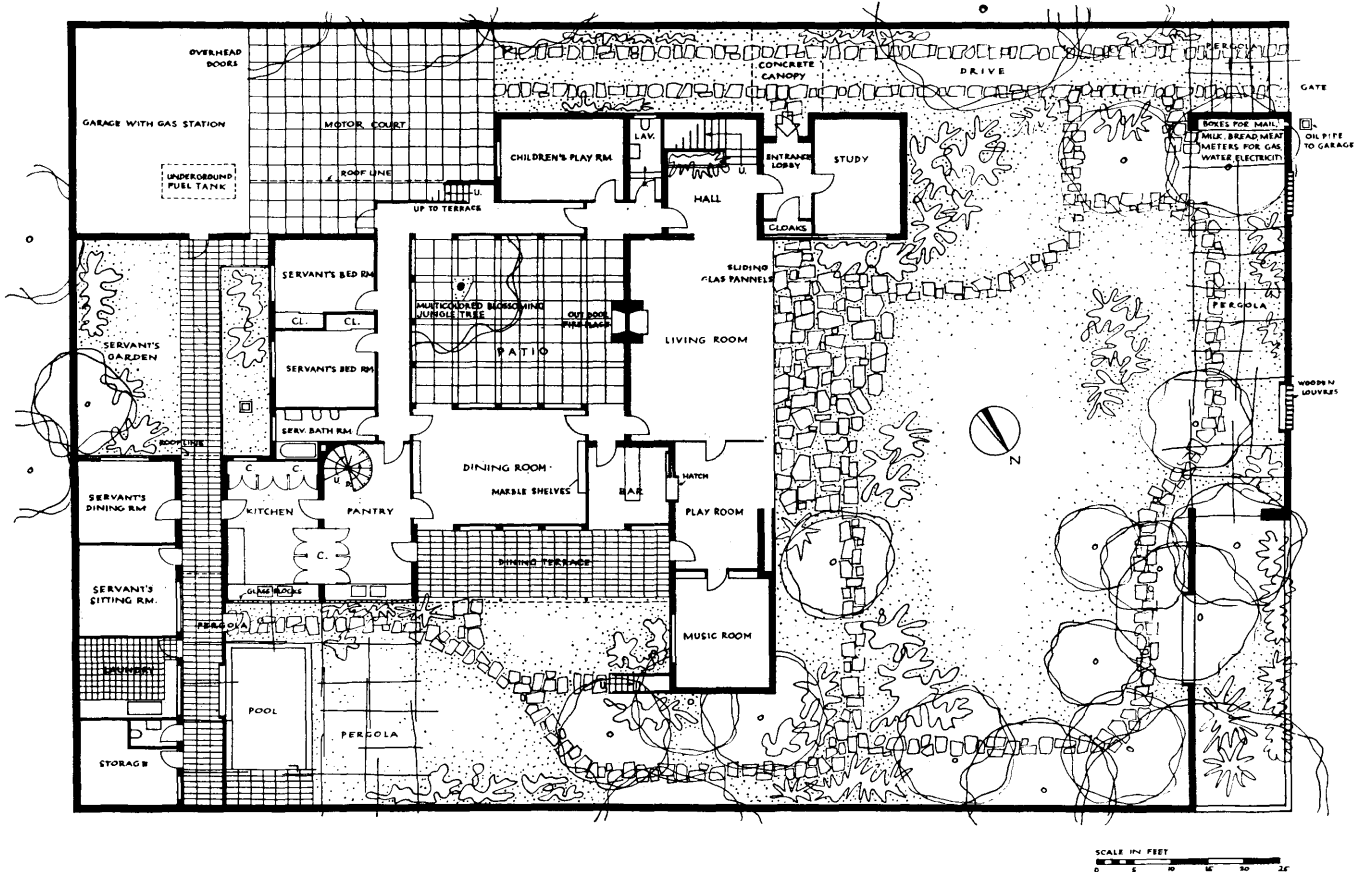 OVERHEAD
DOORS
GARAGE WITH GAS STATION
UNDERGROUND
FUEL TANK
MOTOR COURT
ROOF LINE
UP TO TERRACE
U.
CHILDREN'S PLAY RM.
LAV.
HALL
U.
CONCRETE
CANOPY
DRIVE
ENTRANCE
LOBBY
CLOAKS
STUDY
PERGOLA
GATE
BOXES FOR MAIL,
MILK, BREAD, MEAT
METERS FOR GAS,
WATER, ELECTRICITY
OIL PIPE
TO GARAGE
SERVANT'S
GARDEN
ROOF LINE
SERVANT'S BED RM
CL.
CL.
SERVANT'S BED RM
SERV. BATH RM.
MULTICOLORED BLOSSOMING
JUNGLE TREE
PATIO
OUT DOOR
FIRE PLACE
LIVING ROOM
SLIDING
GLAS PANNELS
PERGOLA
WOODEN
LOUVRES
N
SERVANT'S
DINING RM
C.
C.
KITCHEN
C.
U.
D.
PANTRY
GLASS BLOCKS
DINING ROOM
MARBLE SHELVES
BAR
HATCH
PLAY ROOM
DINING TERRACE
MUSIC ROOM
SERVANT'S
SITTING RM.
PERGOLA
LAUNDRY
POOL
PERGOLA
STORAGE
SCALE IN FEET
0 5 10 15 20 25